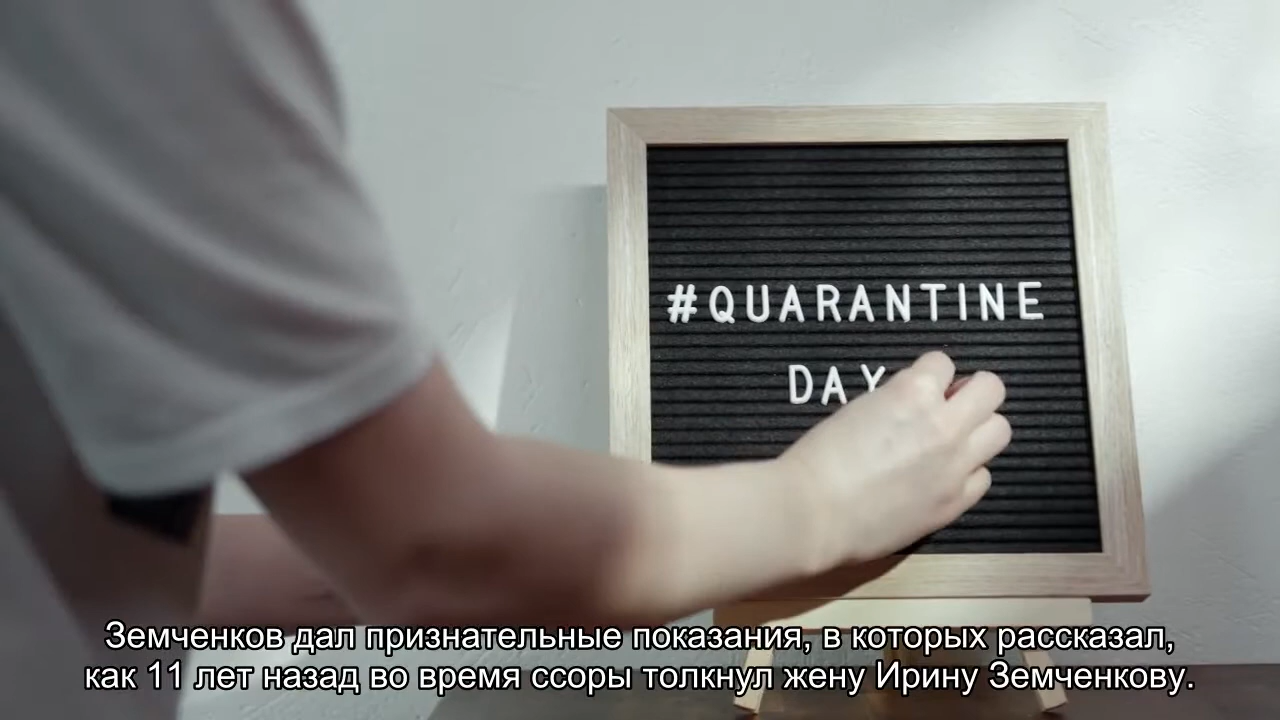 #QUARANTINE
DAY
Земченков дал признательные показания, в которых рассказал,
как 11 лет назад во время ссоры толкнул жену Ирину Земченкову.